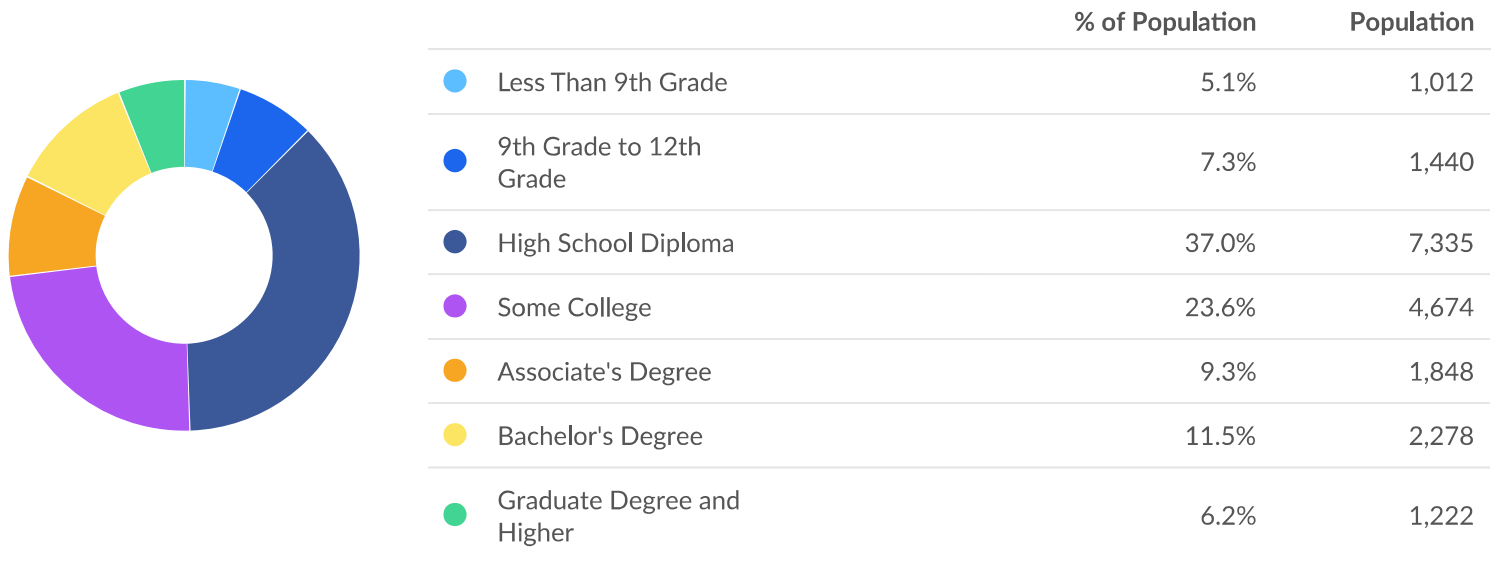 % of Population Population
Less Than 9th Grade 5.1% 1,012
9th Grade to 12th
Grade 7.3% 1,440
High School Diploma 37.0% 7,335
Some College 23.6% 4,674
Associate's Degree 9.3% 1,848
Bachelor's Degree 11.5% 2,278
Graduate Degree and
Higher 6.2% 1,222